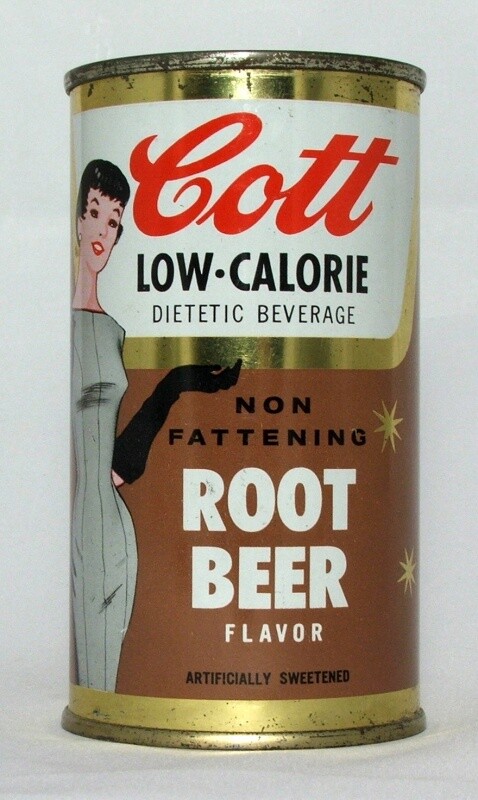 Cott
LOW·CALORIE
DIETETIC BEVERAGE
NON
FATTENING
ROOT
BEER
FLAVOR
ARTIFICIALLY SWEETENED